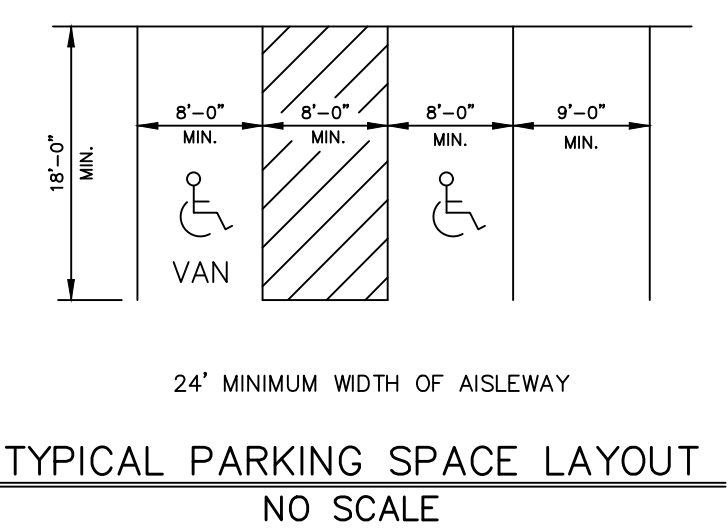 8'-0" 8'-0" 8'-0" 9'-0"
MIN. MIN. MIN. MIN.
18'-0"
MIN.
VAN
24' MINIMUM WIDTH OF AISLEWAY
TYPICAL PARKING SPACE LAYOUT
NO SCALE